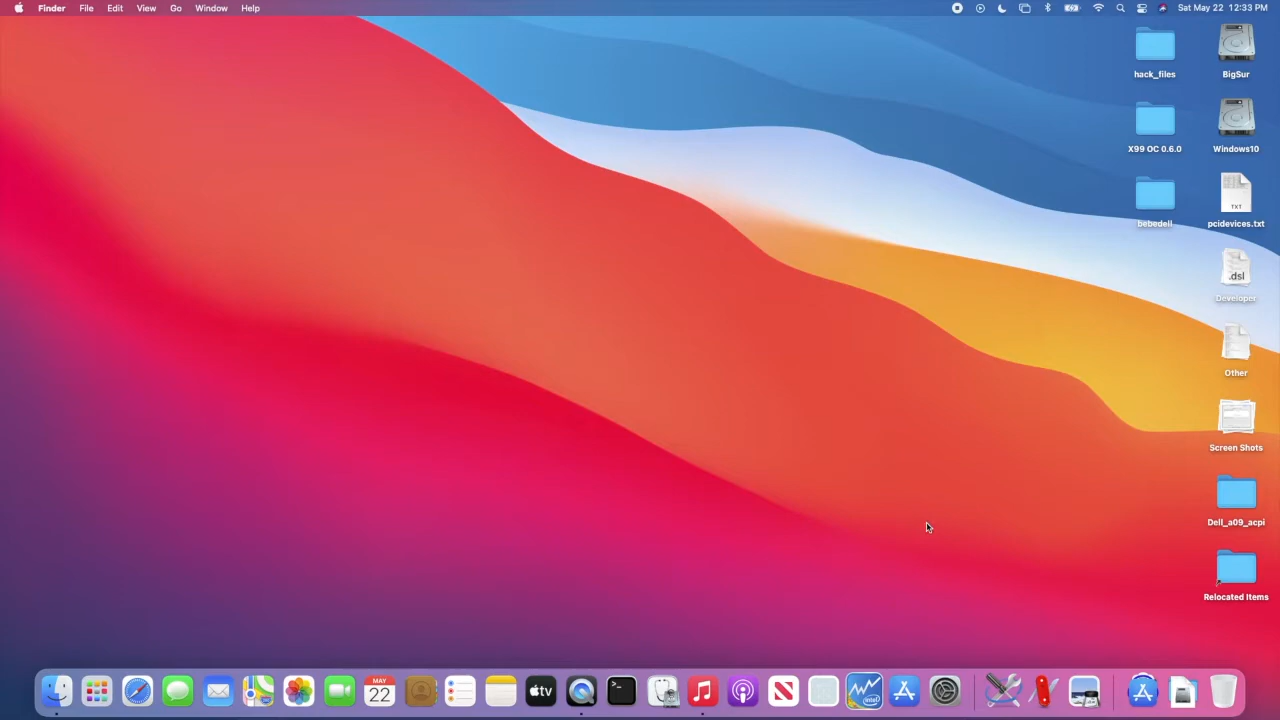 Finder File Edit View Go Window Help Sat May 22 12:33 PM
hack_files BigSur
X99 OC 0.6.0 Windows10
TXT
bebedell pcidevices.txt
.dsl
Developer
Other
Screen Shots
Dell_a09_acpi
Relocated Items
MAY
22
tv
>_
intel